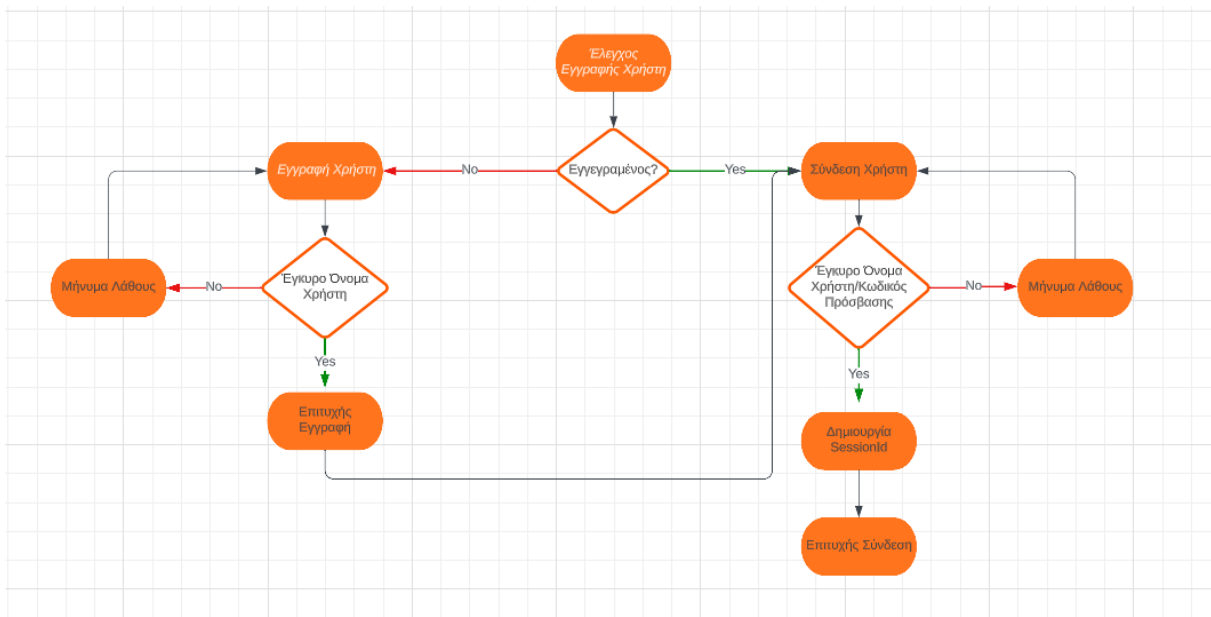 Έλεγχος
Εγγραφής Χρήστη
Εγγραφή Χρήστη
No
Εγγεγραμένος?
Yes
Σύνδεση Χρήστη
Μήνυμα Λάθους
No
Έγκυρο Όνομα
Χρήστη
Έγκυρο Όνομα
Χρήστη/Κωδικός
Πρόσβασης
No
Μήνυμα Λάθους
Yes
Yes
Επιτυχής
Εγγραφή
Δημιουργία
SessionId
Επιτυχής Σύνδεση